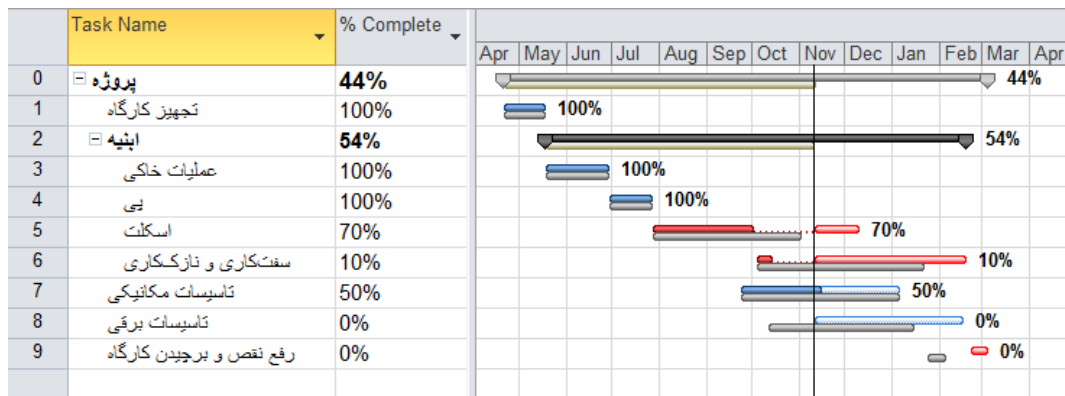 Task Name % Complete
Apr May Jun Jul Aug Sep Oct Nov Dec Jan Feb Mar Apr
0 پروژه 44% 44%
1 تجهیز کارگاه 100% 100%
2 ابنیه 54% 54%
3 عملیات خاکی 100% 100%
4 پی 100% 100%
5 اسکلت 70% 70%
6 سفت‌کاری و نازک‌کاری 10% 10%
7 تاسیسات مکانیکی 50% 50%
8 تاسیسات برقی 0% 0%
9 رفع نقص و برچیدن کارگاه 0% 0%